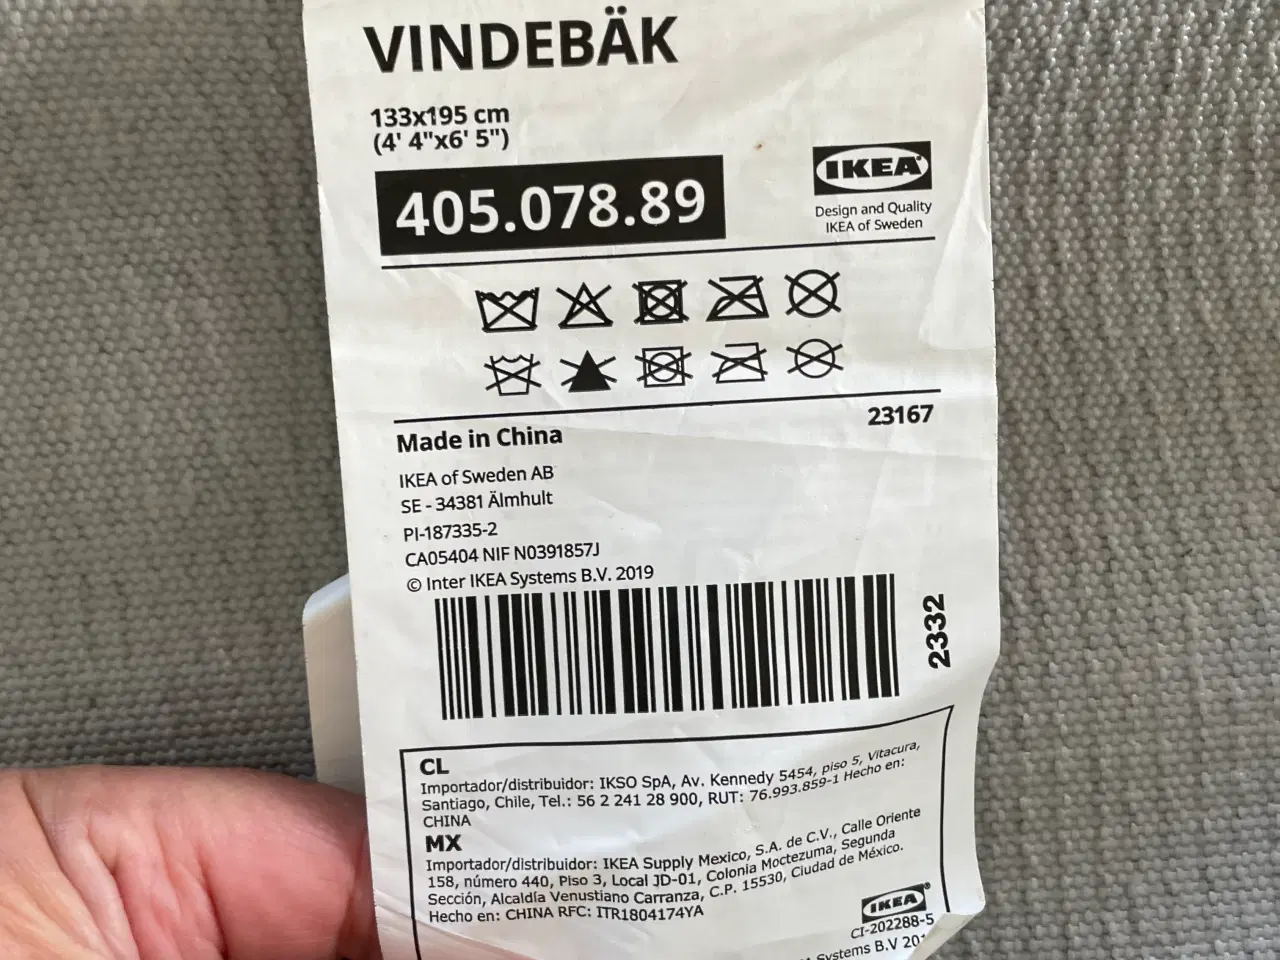 VINDEBÄK
133x195 cm
(4' 4"x6' 5")
405.078.89
IKEA®
Design and Quality
IKEA of Sweden
23167
Made in China
IKEA of Sweden AB
SE - 34381 Älmhult
PI-187335-2
CA05404 NIF N0391857J
© Inter IKEA Systems B.V. 2019
2332
CL
Importador/distribuidor: IKSO SpA, Av. Kennedy 5454, piso 5, Vitacura,
Santiago, Chile, Tel.: 56 2 241 28 900, RUT: 76.993.859-1 Hecho en:
CHINA
MX
Importador/distribuidor: IKEA Supply Mexico, S.A. de C.V., Calle Oriente
158, número 440, Piso 3, Local JD-01, Colonia Moctezuma, Segunda
Sección, Alcaldía Venustiano Carranza, C.P. 15530, Ciudad de México.
Hecho en: CHINA RFC: ITR1804174YA
IKEA®
CI-202288-5
Systems B.V